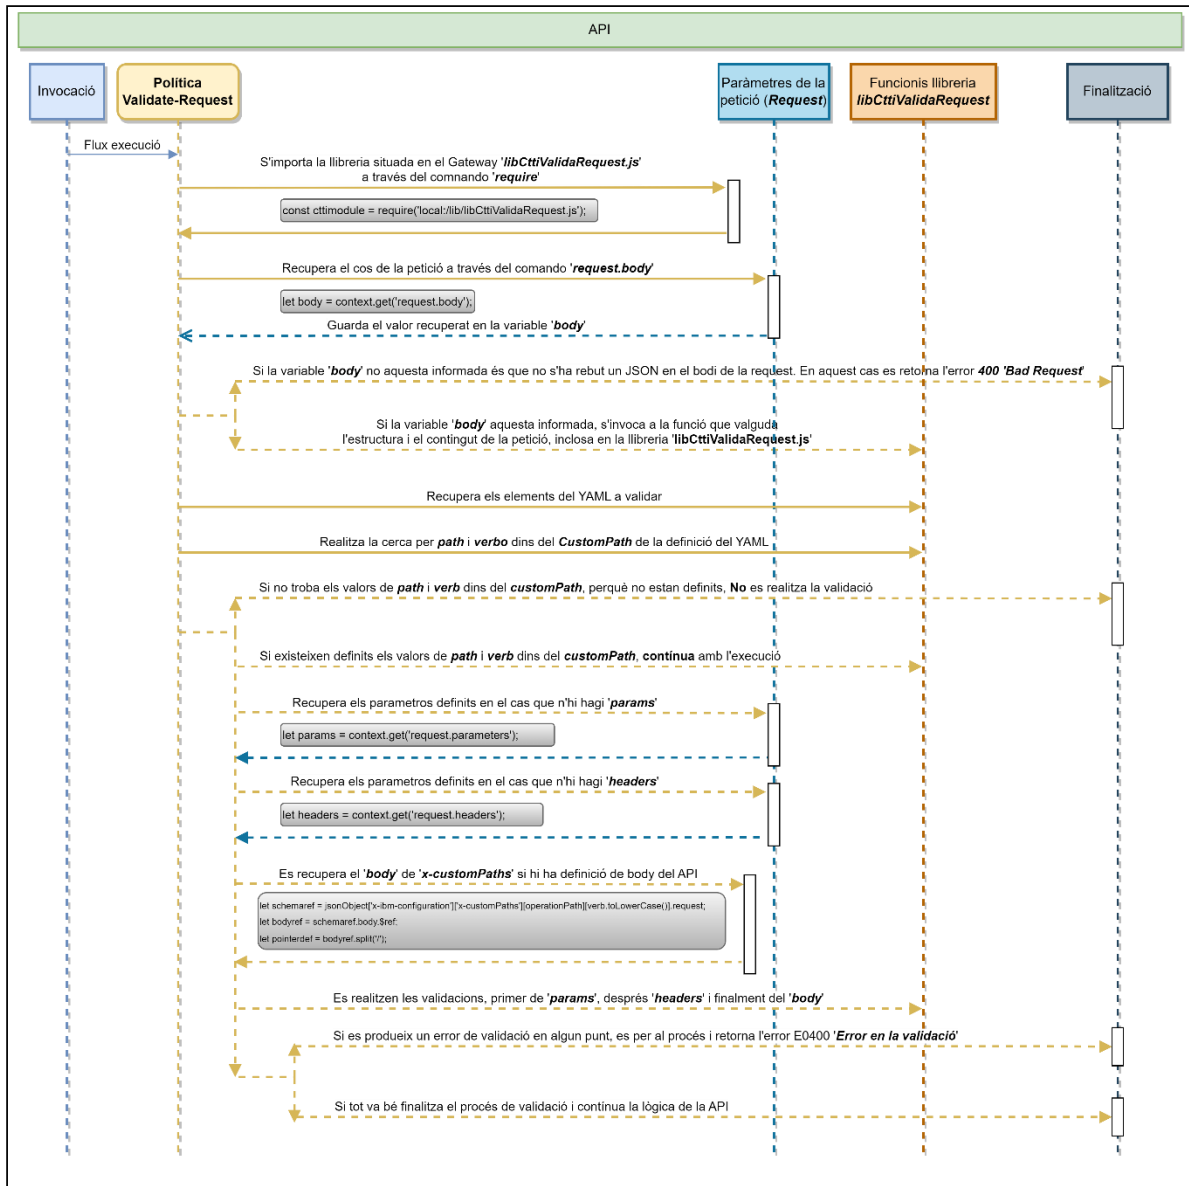 API
Invocació
Política
Validate-Request
Paràmetres de la
petició (Request)
Funcionis llibreria
libCttiValidaRequest
Finalització
Flux execució
S'importa la llibreria situada en el Gateway 'libCttiValidaRequest.js'
a través del comnando 'require'
const cttimodule = require('local:/lib/libCttiValidaRequest.js');
Recupera el cos de la petició a través del comando 'request.body'
let body = context.get('request.body');
Guarda el valor recuperat en la variable 'body'
Si la variable 'body' no aquesta informada és que no s'ha rebut un JSON en el bodi de la request. En aquest cas es retorna l'error 400 'Bad Request'
Si la variable 'body' aquesta informada, s'invoca a la funció que valguda
l'estructura i el contingut de la petició, inclosa en la llibreria 'libCttiValidaRequest.js'
Recupera els elements del YAML a validar
Realitza la cerca per path i verbo dins del CustomPath de la definició del YAML
Si no troba els valors de path i verb dins del customPath, perquè no estan definits, No es realitza la validació
Si existeixen definits els valors de path i verb dins del customPath, contínua amb l'execució
Recupera els parametros definits en el cas que n'hi hagi 'params'
let params = context.get('request.parameters');
Recupera els parametros definits en el cas que n'hi hagi 'headers'
let headers = context.get('request.headers');
Es recupera el 'body' de 'x-customPaths' si hi ha definició de body del API
let schemaref = jsonObject['x-ibm-configuration']['x-customPaths'][operationPath][verb.toLowerCase()].request;
let bodyref = schemaref.body.$ref;
let pointerdef = bodyref.split('/');
Es realitzen les validacions, primer de 'params', després 'headers' i finalment del 'body'
Si es produeix un error de validació en algun punt, es per al procés i retorna l'error E0400 'Error en la validació'
Si tot va bé finalitza el procés de validació i contínua la lògica de la API